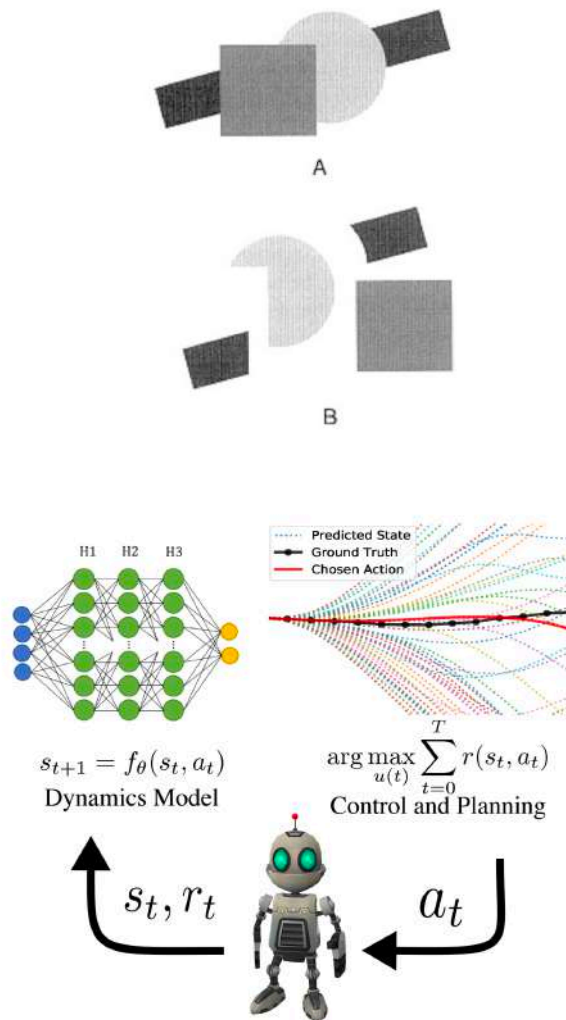 A
B
H1 H2 H3
Predicted State
Ground Truth
Chosen Action
s_{t+1} = f_θ(s_t, a_t)
Dynamics Model
arg max_{u(t)} ∑_{t=0}^{T} r(s_t, a_t)
Control and Planning
s_t, r_t
a_t